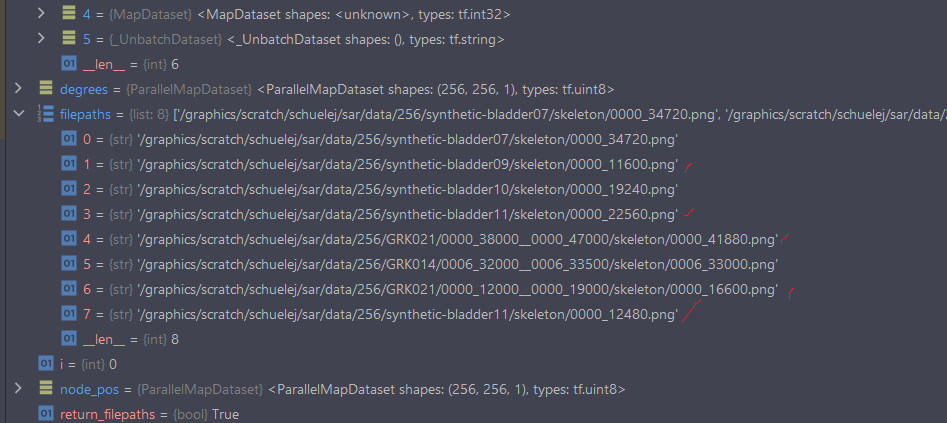 4 = {MapDataset} <MapDataset shapes: <unknown>, types: tf.int32>
5 = {_UnbatchDataset} <_UnbatchDataset shapes: (), types: tf.string>
01 __len__ = {int} 6
degrees = {ParallelMapDataset} <ParallelMapDataset shapes: (256, 256, 1), types: tf.uint8>
filepaths = {list: 8} ['/graphics/scratch/schuelej/sar/data/256/synthetic-bladder07/skeleton/0000_34720.png', '/graphics/scratch/schuelej/sar/data/
01 0 = {str} '/graphics/scratch/schuelej/sar/data/256/synthetic-bladder07/skeleton/0000_34720.png'
01 1 = {str} '/graphics/scratch/schuelej/sar/data/256/synthetic-bladder09/skeleton/0000_11600.png'
01 2 = {str} '/graphics/scratch/schuelej/sar/data/256/synthetic-bladder10/skeleton/0000_19240.png'
01 3 = {str} '/graphics/scratch/schuelej/sar/data/256/synthetic-bladder11/skeleton/0000_22560.png'
01 4 = {str} '/graphics/scratch/schuelej/sar/data/256/GRK021/0000_38000__0000_47000/skeleton/0000_41880.png'
01 5 = {str} '/graphics/scratch/schuelej/sar/data/256/GRK014/0006_32000__0006_33500/skeleton/0006_33000.png'
01 6 = {str} '/graphics/scratch/schuelej/sar/data/256/GRK021/0000_12000__0000_19000/skeleton/0000_16600.png'
01 7 = {str} '/graphics/scratch/schuelej/sar/data/256/synthetic-bladder11/skeleton/0000_12480.png'
01 __len__ = {int} 8
01 i = {int} 0
node_pos = {ParallelMapDataset} <ParallelMapDataset shapes: (256, 256, 1), types: tf.uint8>
01 return_filepaths = {bool} True